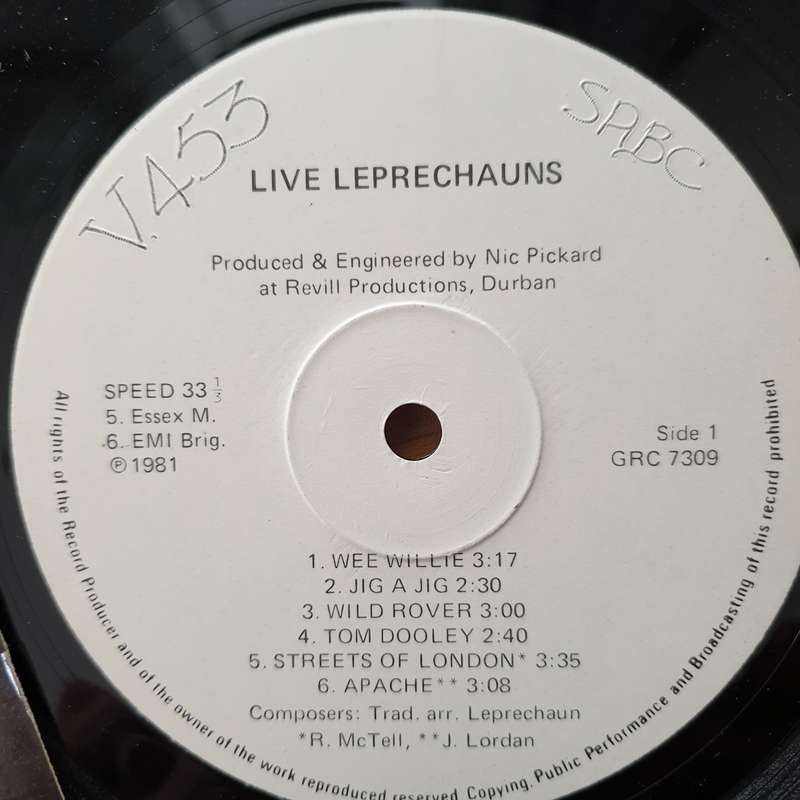 V.453
SABC
LIVE LEPRECHAUNS
Produced & Engineered by Nic Pickard
at Revill Productions, Durban
SPEED 33 1/3
5. Essex M.
6. EMI Brig.
℗ 1981
Side 1
GRC 7309
1. WEE WILLIE 3:17
2. JIG A JIG 2:30
3. WILD ROVER 3:00
4. TOM DOOLEY 2:40
5. STREETS OF LONDON* 3:35
6. APACHE** 3:08
Composers: Trad. arr. Leprechaun
*R. McTell, **J. Lordan
All rights of the Record Producer and of the owner of the work reproduced reserved. Copying, Public Performance and Broadcasting of this record prohibited